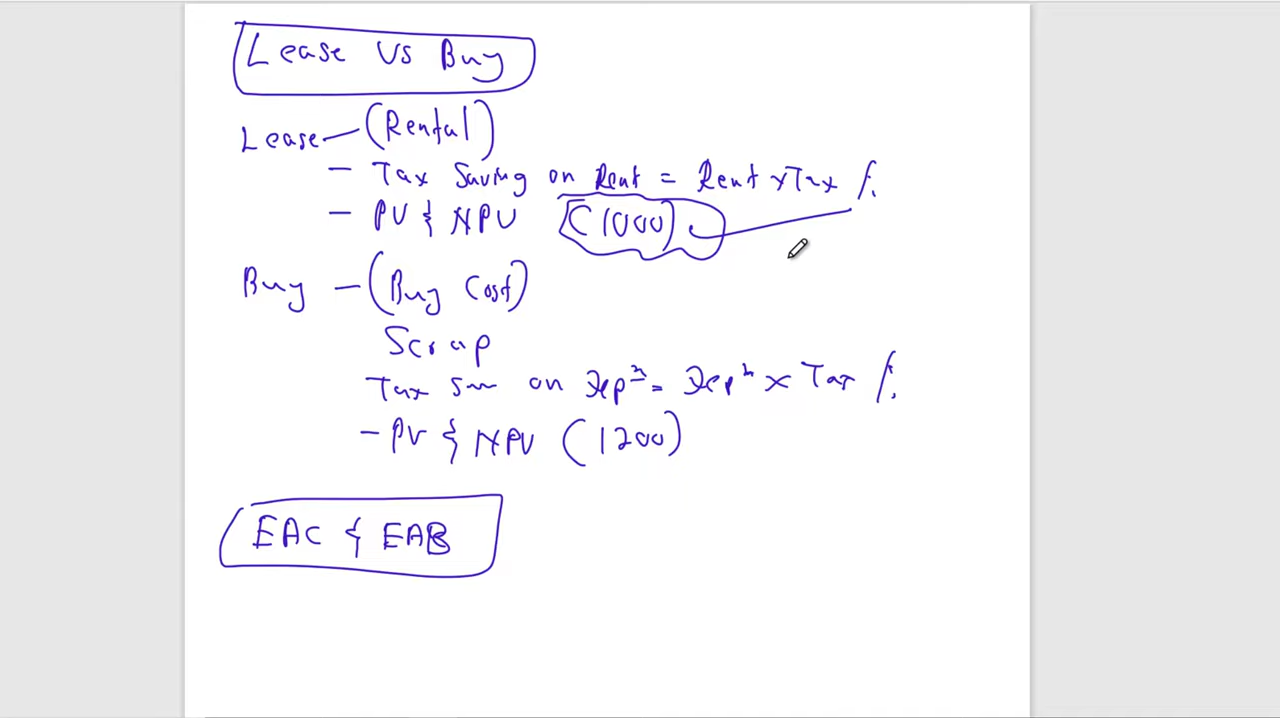 Lease Vs Buy
Lease — (Rental)
- Tax Saving on Rent = Rent x Tax %
- PV & NPV (1000)
Buy — (Buy Cost)
Scrap
Tax Sav on Depⁿ = Depⁿ x Tax %
- PV & NPV (1200)
EAC & EAB